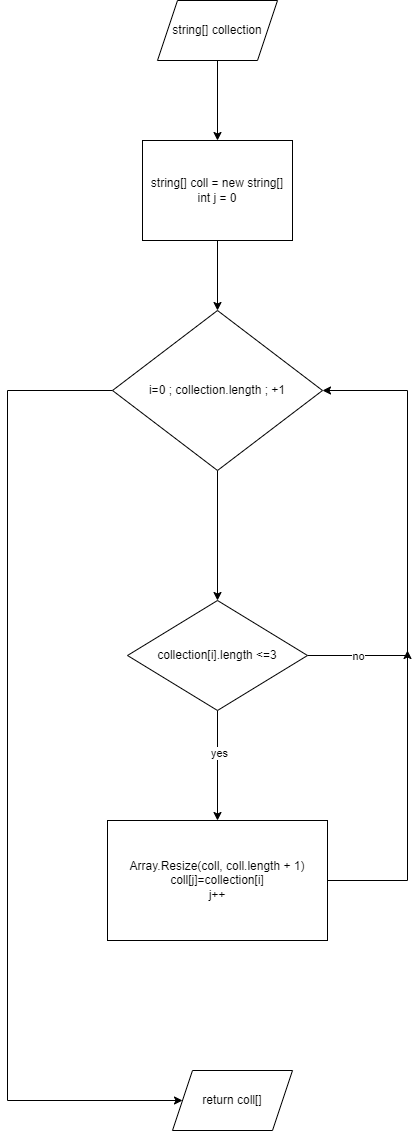 string[] collection
string[] coll = new string[]
int j = 0
i=0 ; collection.length ; +1
collection[i].length <=3
no
yes
Array.Resize(coll, coll.length + 1)
coll[j]=collection[i]
j++
return coll[]